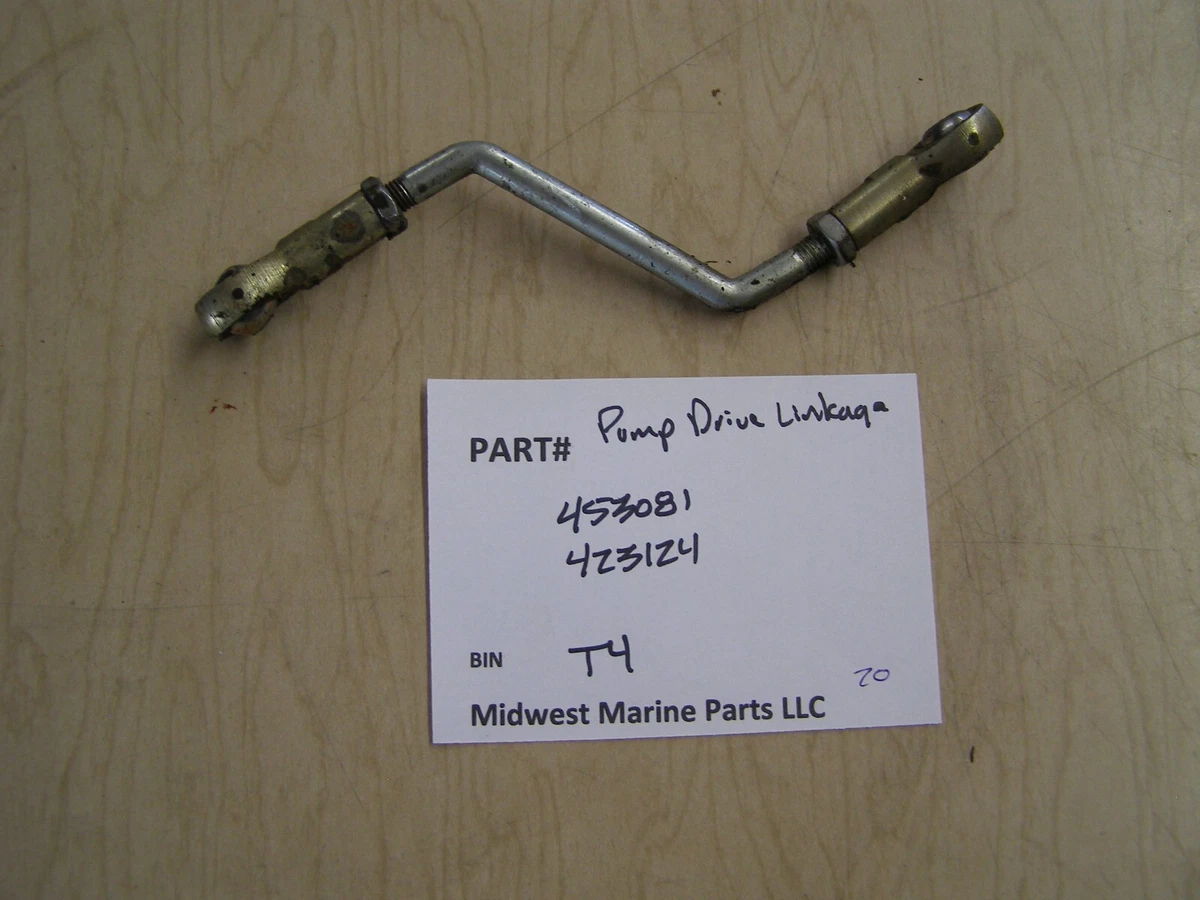 PART# Pump Drive Linkage
453081
423124
BIN T4
20
Midwest Marine Parts LLC